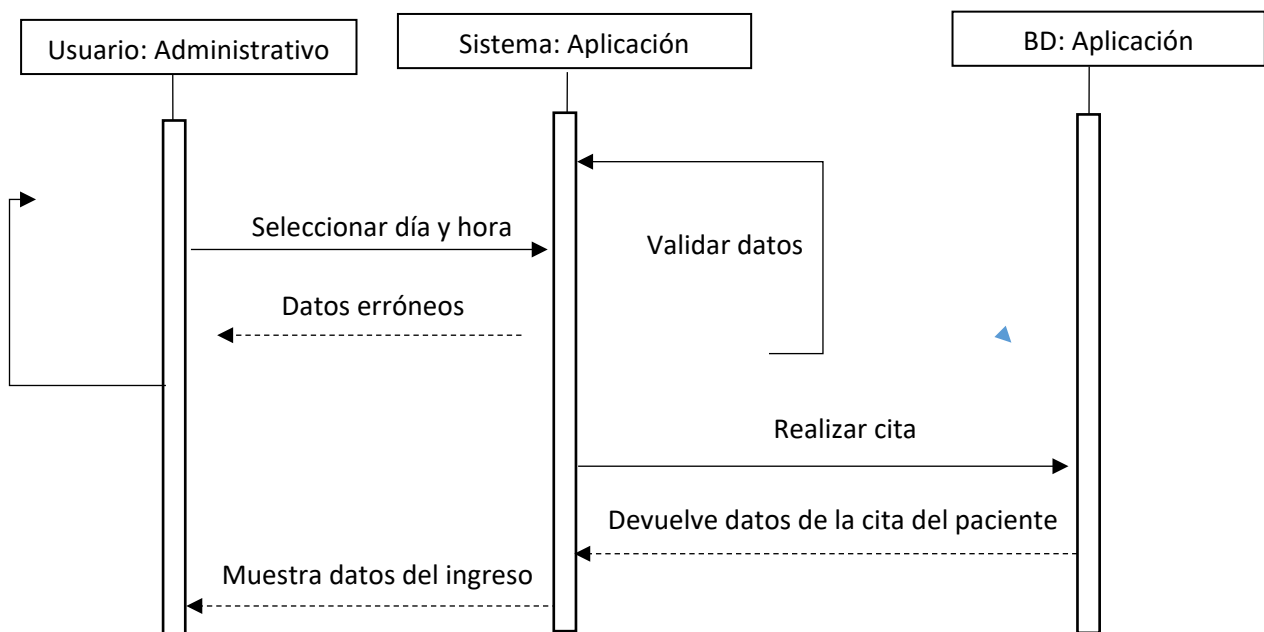 Usuario: Administrativo
Sistema: Aplicación
BD: Aplicación
Seleccionar día y hora
Validar datos
Datos erróneos
Realizar cita
Devuelve datos de la cita del paciente
Muestra datos del ingreso